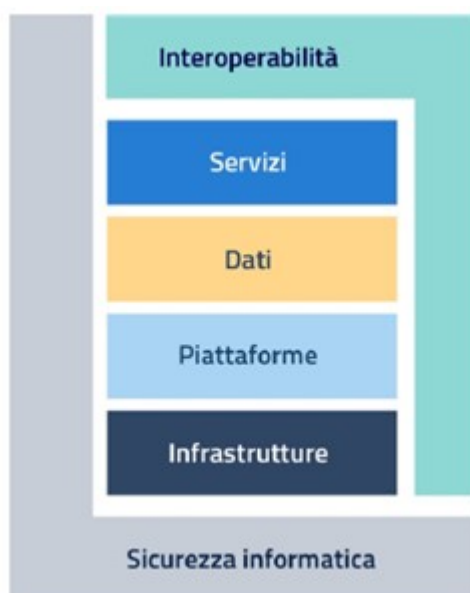 Interoperabilità
Servizi
Dati
Piattaforme
Infrastrutture
Sicurezza informatica